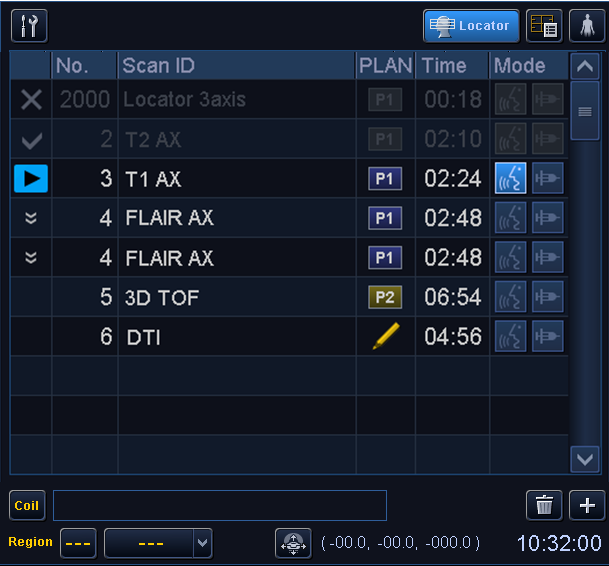 Locator
No. Scan ID PLAN Time Mode
2000 Locator 3axis P1 00:18
2 T2 AX P1 02:10
3 T1 AX P1 02:24
4 FLAIR AX P1 02:48
4 FLAIR AX P1 02:48
5 3D TOF P2 06:54
6 DTI 04:56
Coil
Region --- --- (-00.0, -00.0, -000.0 ) 10:32:00